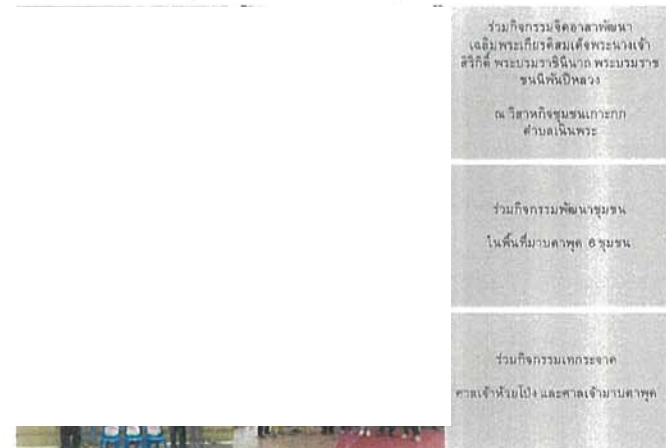 ร่วมกิจกรรมจิตอาสาพัฒนา
เฉลิมพระเกียรติสมเด็จพระนางเจ้า
สิริกิติ์ พระบรมราชินีนาถ พระบรมราช
ชนนีพันปีหลวง
ณ วิสาหกิจชุมชนเกาะกก
ตำบลเนินพระ
ร่วมกิจกรรมพัฒนาชุมชน
ในพื้นที่มาบตาพุด 6 ชุมชน
ร่วมกิจกรรมเทกระจาด
ศาลเจ้าห้วยโป่ง และศาลเจ้ามาบตาพุด